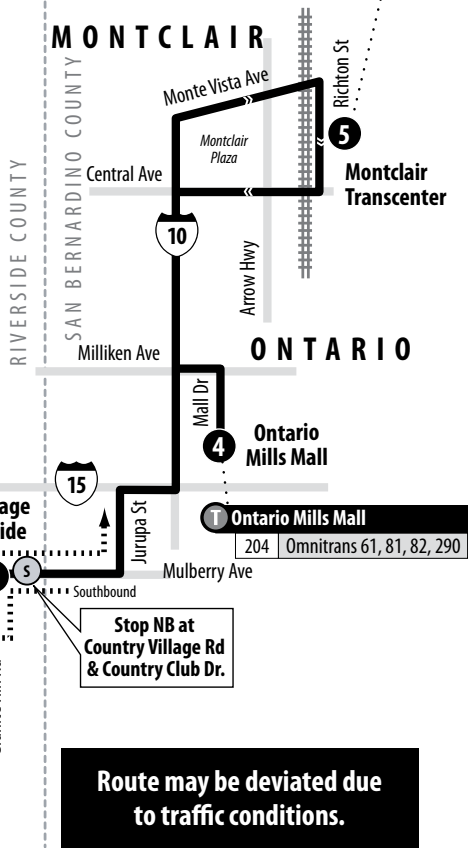 MONTCLAIR
Monte Vista Ave
Richton St
5
Montclair
Plaza
Central Ave
Montclair
Transcenter
RIVERSIDE COUNTY
SAN BERNARDINO COUNTY
10
Arrow Hwy
ONTARIO
Milliken Ave
Mall Dr
4
Ontario
Mills Mall
15
Jurupa St
T Ontario Mills Mall
204 Omnitrans 61, 81, 82, 290
S
Mulberry Ave
Southbound
Stop NB at
Country Village Rd
& Country Club Dr.
Route may be deviated due
to traffic conditions.